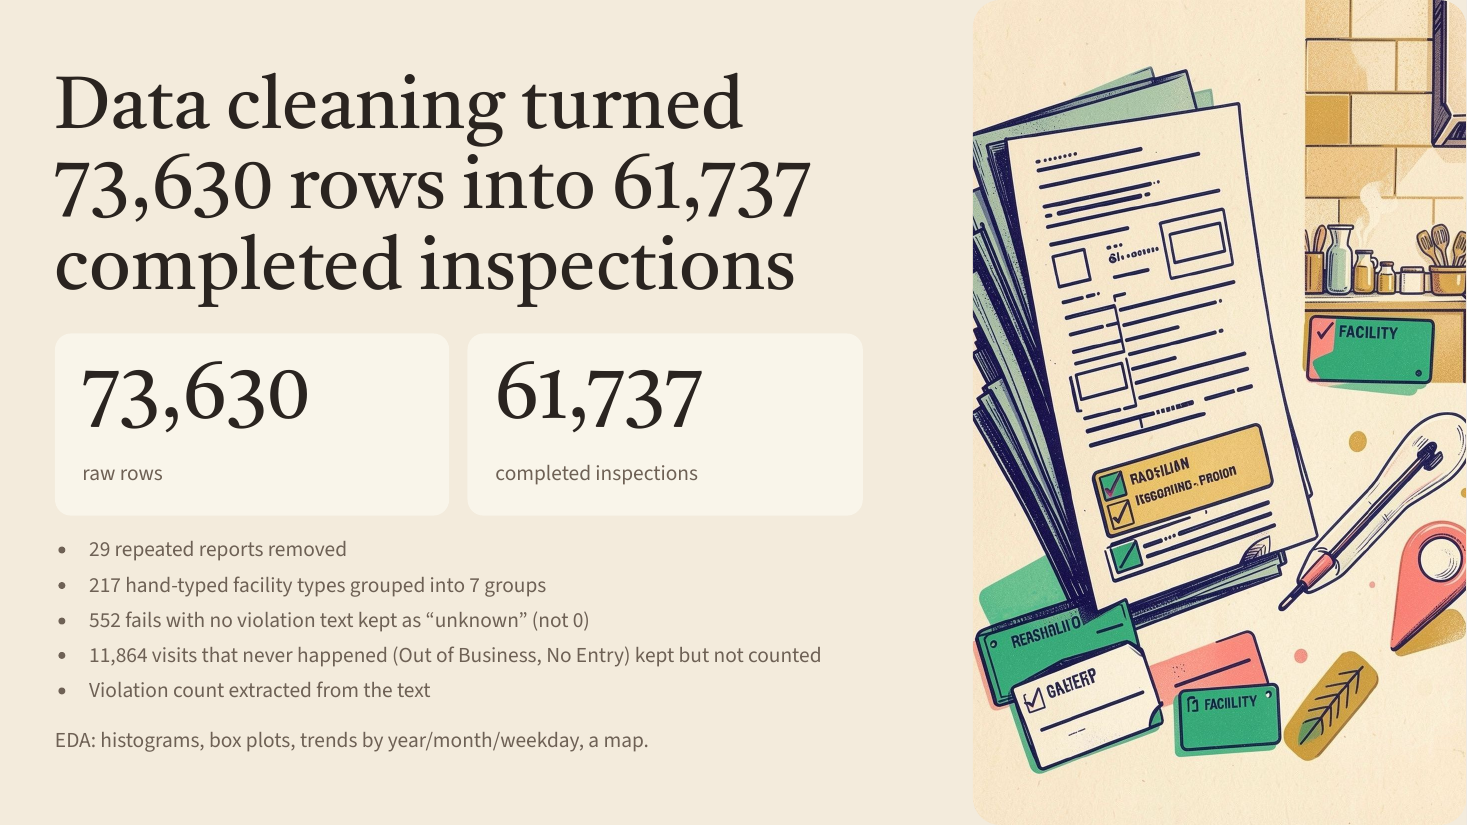 Data cleaning turned
73,630 rows into 61,737
completed inspections
73,630
raw rows
61,737
completed inspections
• 29 repeated reports removed
• 217 hand-typed facility types grouped into 7 groups
• 552 fails with no violation text kept as “unknown” (not 0)
• 11,864 visits that never happened (Out of Business, No Entry) kept but not counted
• Violation count extracted from the text
EDA: histograms, box plots, trends by year/month/weekday, a map.
FACILITY
FACIILITY